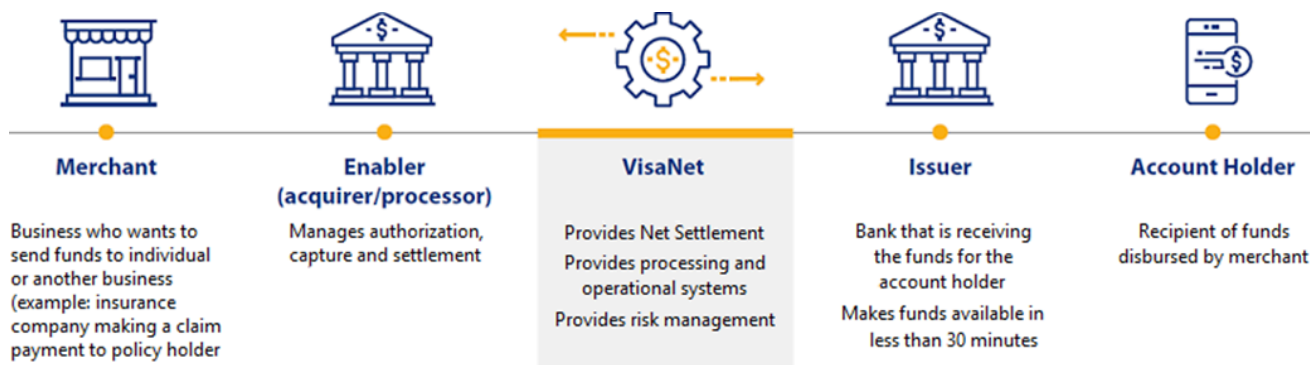 $
$
$
$
Merchant
Enabler
(acquirer/processor)
VisaNet
Issuer
Account Holder
Business who wants to
send funds to individual
or another business
(example: insurance
company making a claim
payment to policy holder
Manages authorization,
capture and settlement
Provides Net Settlement
Provides processing and
operational systems
Provides risk management
Bank that is receiving
the funds for the
account holder
Makes funds available in
less than 30 minutes
Recipient of funds
disbursed by merchant